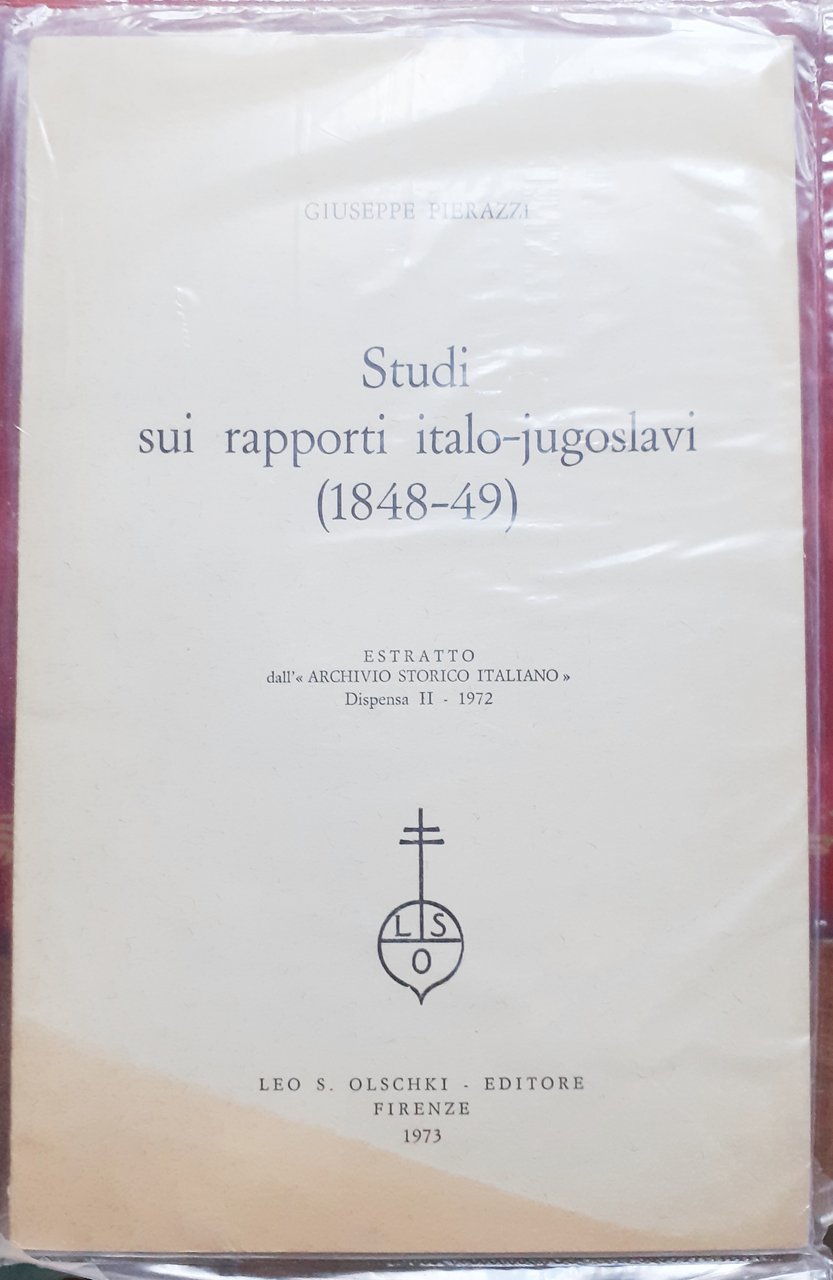 GIUSEPPE PIERAZZI
Studi
sui rapporti italo-jugoslavi
(1848-49)
ESTRATTO
dall'« ARCHIVIO STORICO ITALIANO »
Dispensa II - 1972
L S
O
LEO S. OLSCHKI - EDITORE
FIRENZE
1973